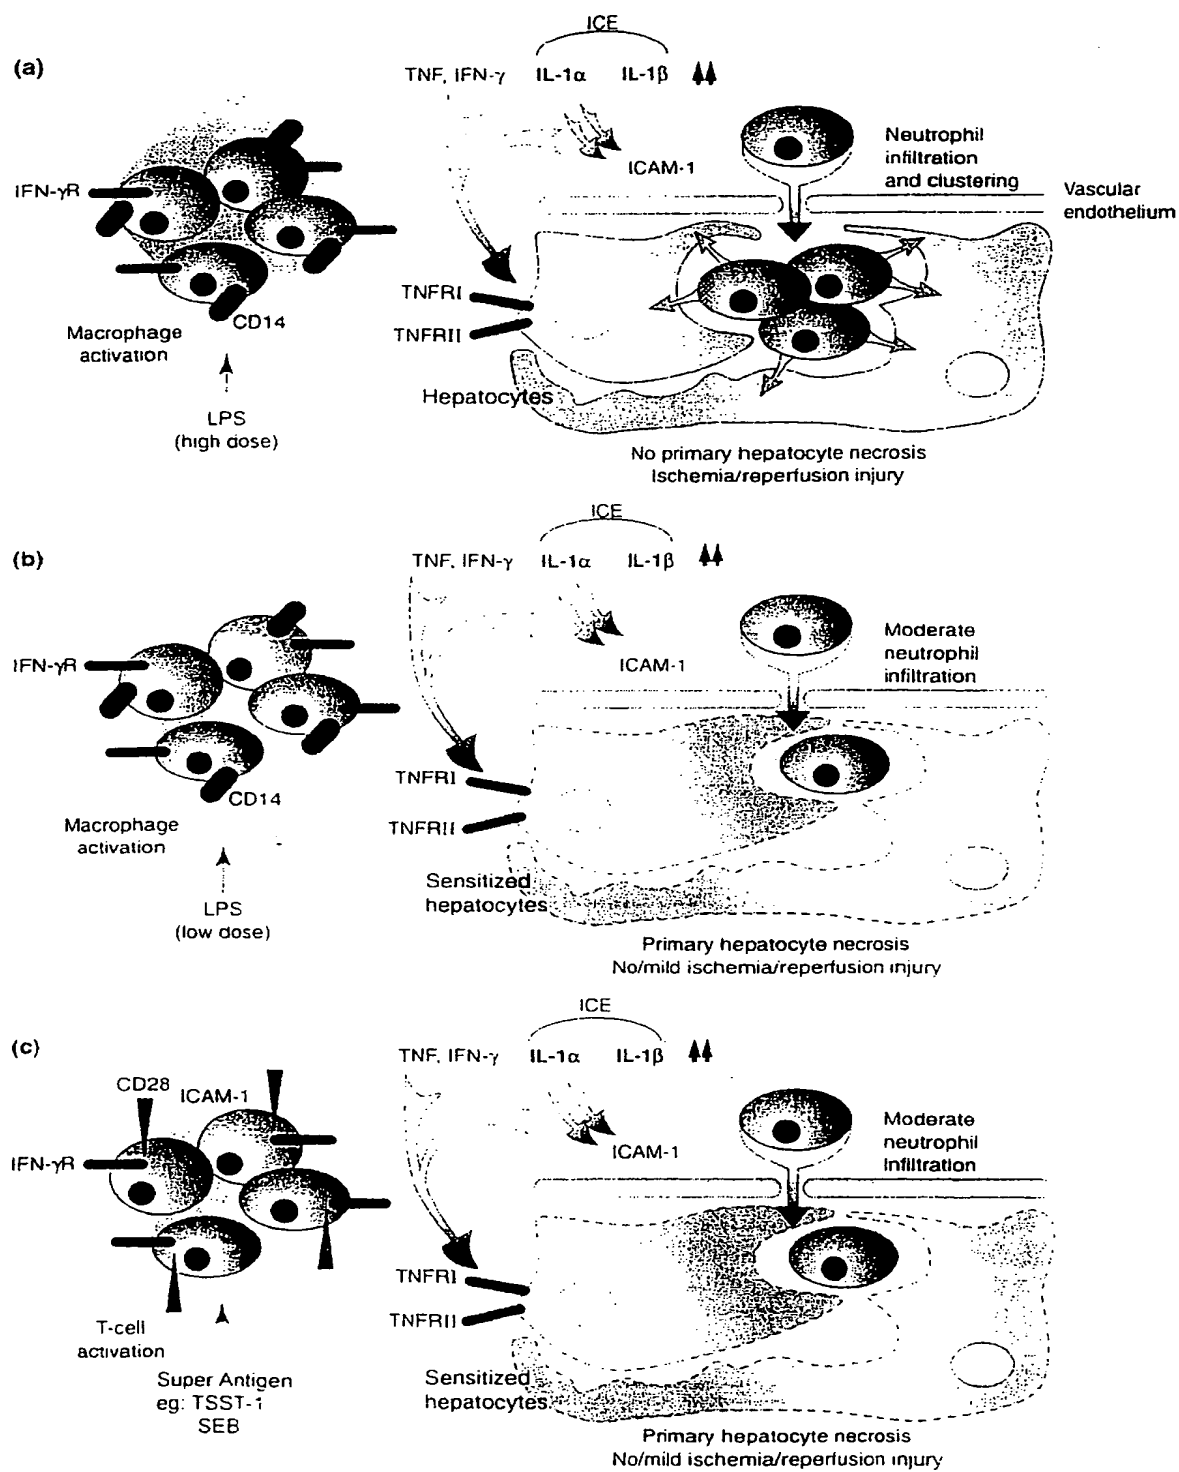 (a)
ICE
TNF, IFN-γ IL-1α IL-1β
ICAM-1
Neutrophil
infiltration
and clustering
Vascular
endothelium
IFN-γR
CD14
Macrophage
activation
LPS
(high dose)
TNFRI
TNFRII
Hepatocytes
No primary hepatocyte necrosis
Ischemia/reperfusion injury
(b)
ICE
TNF, IFN-γ IL-1α IL-1β
ICAM-1
Moderate
neutrophil
infiltration
IFN-γR
CD14
Macrophage
activation
LPS
(low dose)
TNFRI
TNFRII
Sensitized
hepatocytes
Primary hepatocyte necrosis
No/mild ischemia/reperfusion injury
(c)
ICE
TNF, IFN-γ IL-1α IL-1β
ICAM-1
Moderate
neutrophil
infiltration
CD28 ICAM-1
IFN-γR
T-cell
activation
Super Antigen
eg: TSST-1
SEB
TNFRI
TNFRII
Sensitized
hepatocytes
Primary hepatocyte necrosis
No/mild ischemia/reperfusion injury